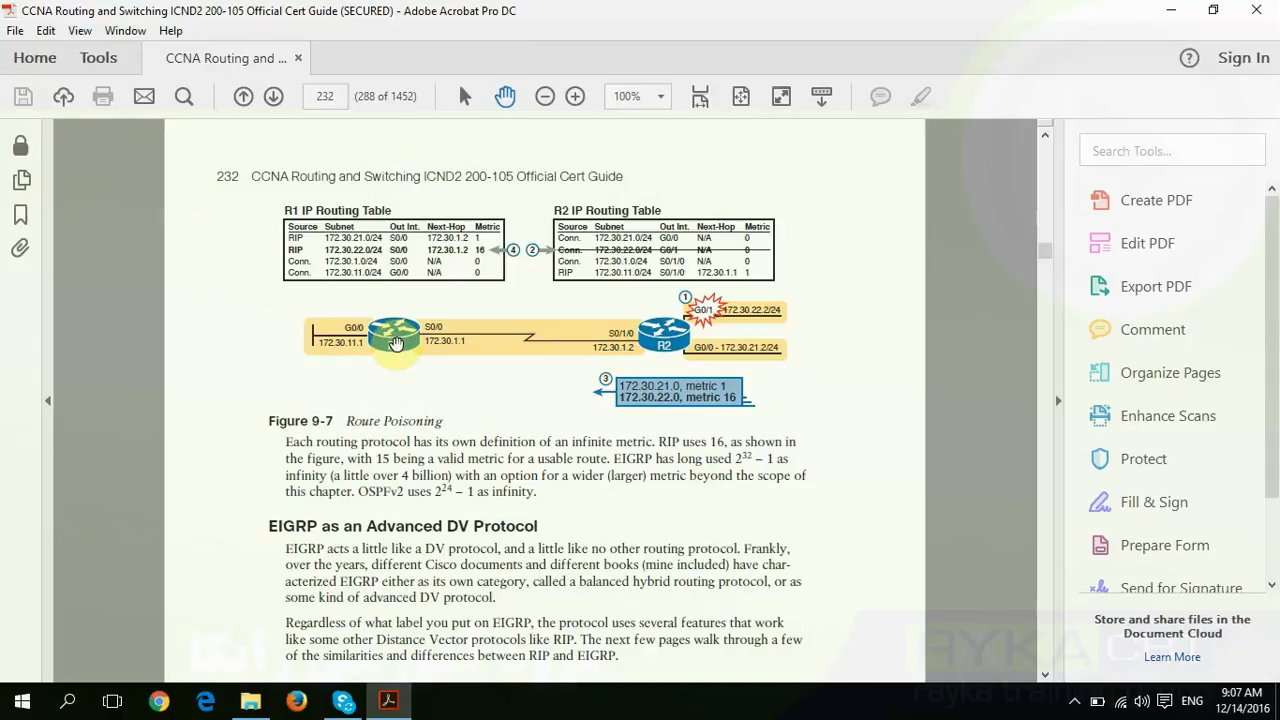 CCNA Routing and Switching ICND2 200-105 Official Cert Guide (SECURED) - Adobe Acrobat Pro DC
File Edit View Window Help
Home Tools CCNA Routing and ... × Sign In
232 (288 of 1452) 100%
Search Tools...
Create PDF
Edit PDF
Export PDF
Comment
Organize Pages
Enhance Scans
Protect
Fill & Sign
Prepare Form
Send for Signature
Store and share files in the
Document Cloud
Learn More
232 CCNA Routing and Switching ICND2 200-105 Official Cert Guide
R1 IP Routing Table
Source Subnet Out Int. Next-Hop Metric
RIP 172.30.21.0/24 S0/0 172.30.1.2 1
RIP 172.30.22.0/24 S0/0 172.30.1.2 16
Conn. 172.30.1.0/24 S0/0 N/A 0
Conn. 172.30.11.0/24 G0/0 N/A 0
4 2
R2 IP Routing Table
Source Subnet Out Int. Next-Hop Metric
Conn. 172.30.21.0/24 G0/0 N/A 0
Conn. 172.30.22.0/24 G0/1 N/A 0
Conn. 172.30.1.0/24 S0/1/0 N/A 0
RIP 172.30.11.0/24 S0/1/0 172.30.1.1 1
1
G0/1 172.30.22.2/24
G0/0 S0/0 S0/1/0
172.30.11.1 172.30.1.1 172.30.1.2 R2 G0/0 - 172.30.21.2/24
3
172.30.21.0, metric 1
172.30.22.0, metric 16
Figure 9-7 Route Poisoning
Each routing protocol has its own definition of an infinite metric. RIP uses 16, as shown in
the figure, with 15 being a valid metric for a usable route. EIGRP has long used 2³² – 1 as
infinity (a little over 4 billion) with an option for a wider (larger) metric beyond the scope of
this chapter. OSPFv2 uses 2²⁴ – 1 as infinity.
EIGRP as an Advanced DV Protocol
EIGRP acts a little like a DV protocol, and a little like no other routing protocol. Frankly,
over the years, different Cisco documents and different books (mine included) have char-
acterized EIGRP either as its own category, called a balanced hybrid routing protocol, or as
some kind of advanced DV protocol.
Regardless of what label you put on EIGRP, the protocol uses several features that work
like some other Distance Vector protocols like RIP. The next few pages walk through a few
of the similarities and differences between RIP and EIGRP.
ENG
9:07 AM
12/14/2016